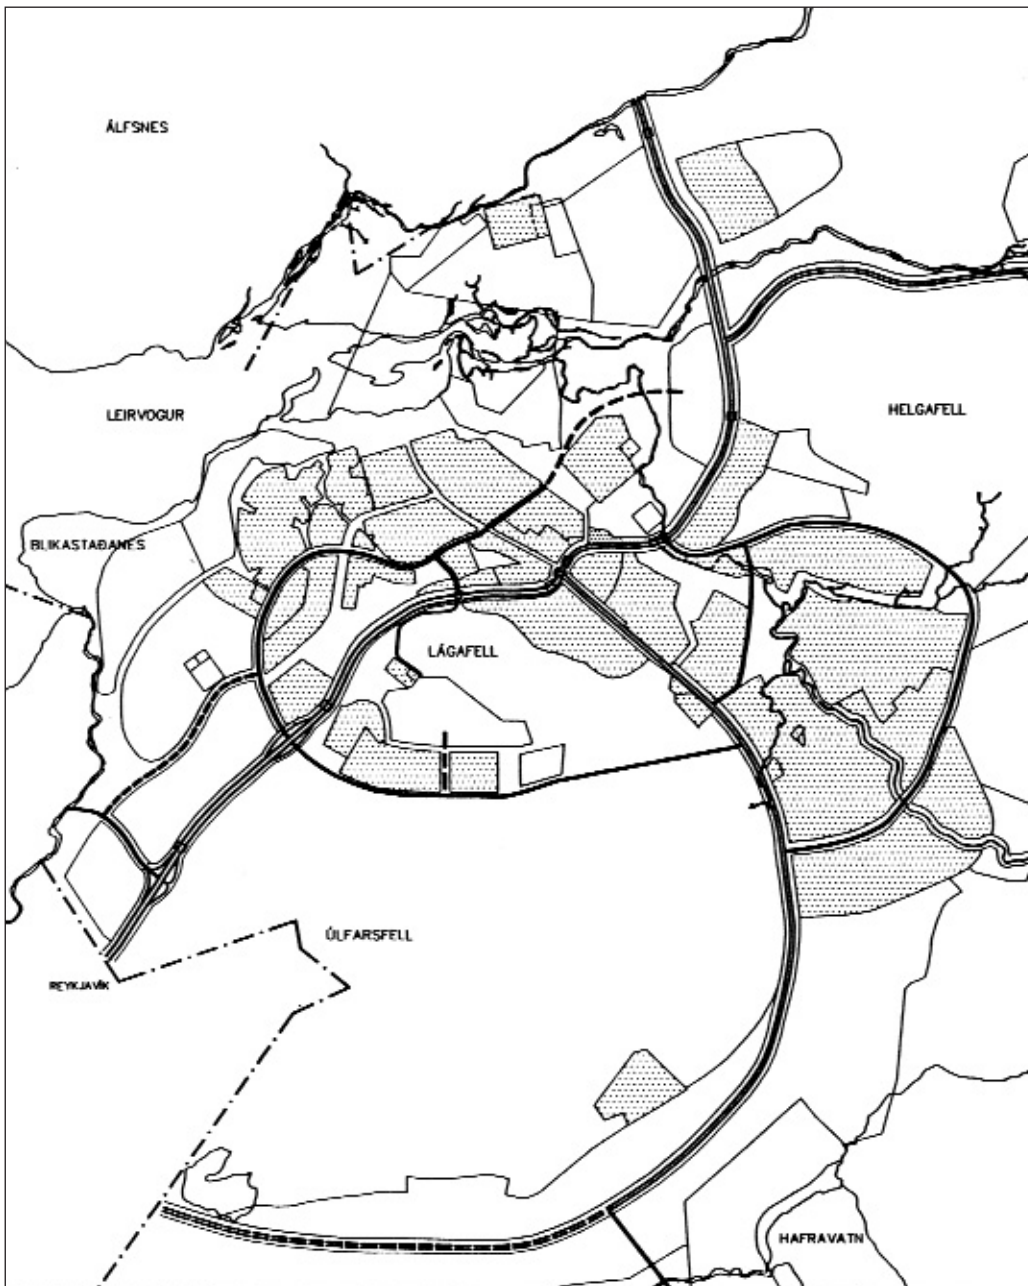 ÁLFSNES
LEIRVOGUR
HELGAFELL
BLIKASTAÐANES
LÁGAFELL
ÚLFARSFELL
REYKJAVÍK
HAFRAVATN